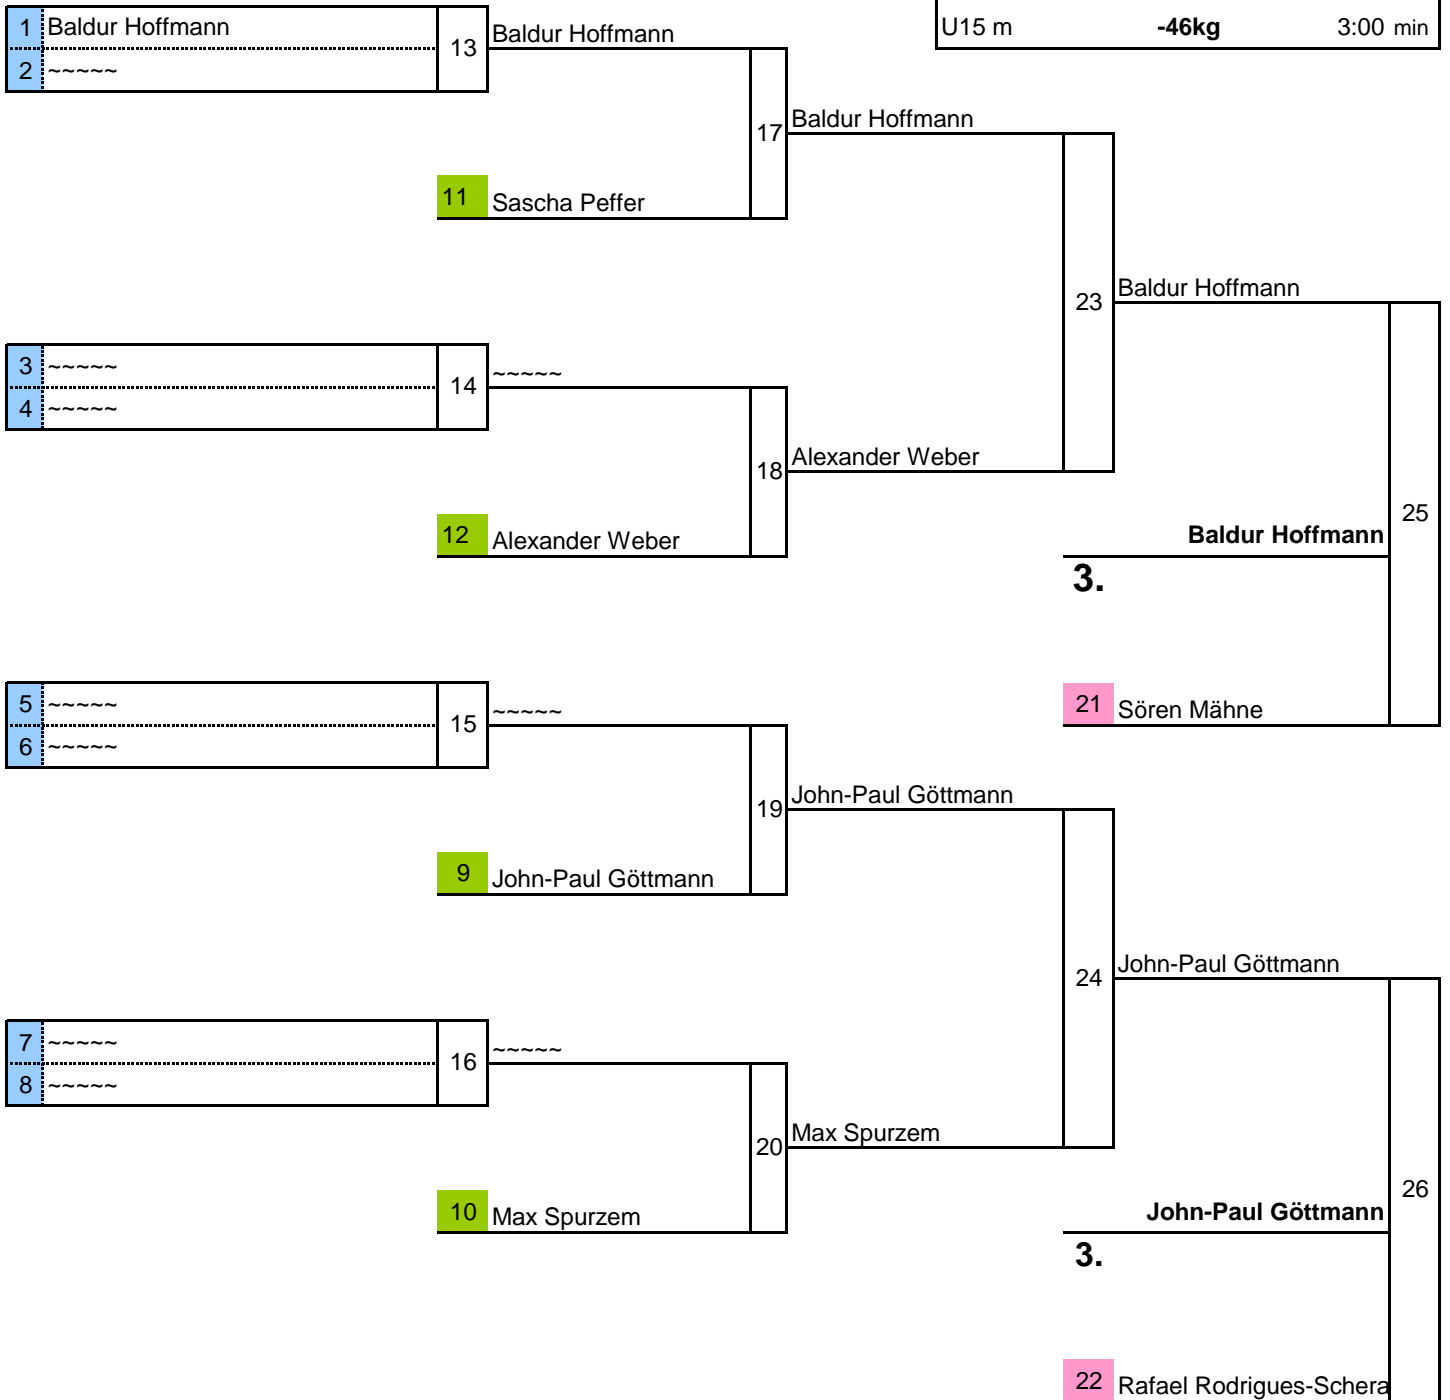 U15 m -46kg 3:00 min
1 Baldur Hoffmann
13 Baldur Hoffmann
2 ~~~~~
17 Baldur Hoffmann
11 Sascha Peffer
23 Baldur Hoffmann
3 ~~~~~
14 ~~~~~
4 ~~~~~
18 Alexander Weber
12 Alexander Weber
25
Baldur Hoffmann
3.
5 ~~~~~
15 ~~~~~
6 ~~~~~
21 Sören Mähne
19 John-Paul Göttmann
9 John-Paul Göttmann
24 John-Paul Göttmann
7 ~~~~~
16 ~~~~~
8 ~~~~~
20 Max Spurzem
10 Max Spurzem
26
John-Paul Göttmann
3.
22 Rafael Rodrigues-Schera